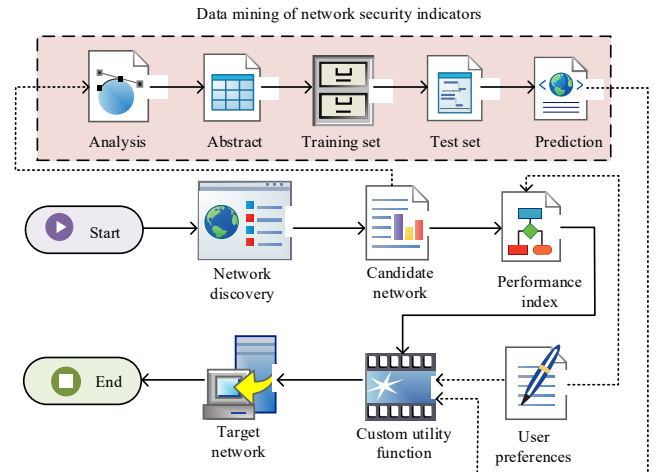 Data mining of network security indicators
Analysis
Abstract
Training set
Test set
Prediction
Start
Network
discovery
Candidate
network
Performance
index
End
Target
network
Custom utility
function
User
preferences